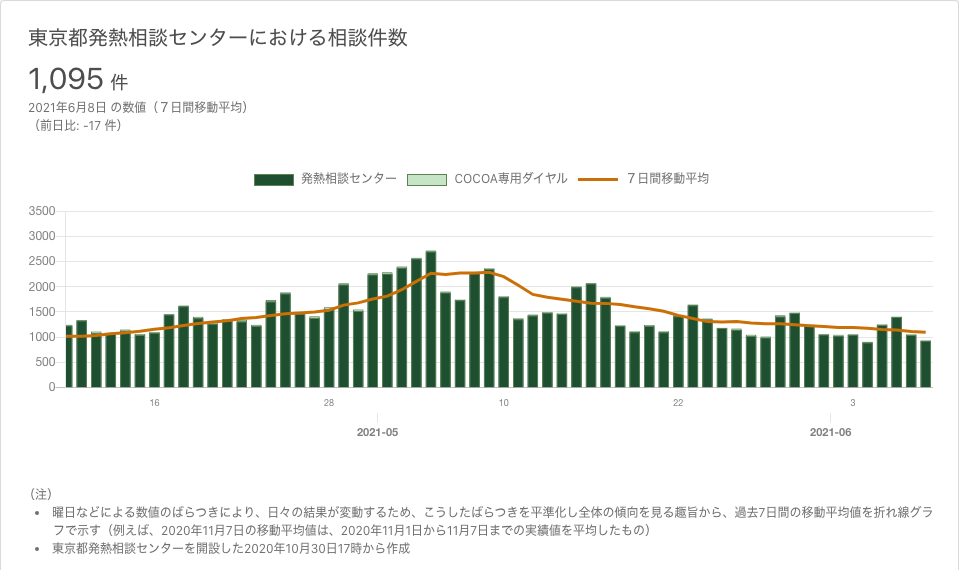 東京都発熱相談センターにおける相談件数
1,095 件
2021年6月8日 の数値（７日間移動平均）
（前日比: -17 件）
発熱相談センター COCOA専用ダイヤル ７日間移動平均
3500
3000
2500
2000
1500
1000
500
0
16 28 10 22 3
2021-05 2021-06
（注）
• 曜日などによる数値のばらつきにより、日々の結果が変動するため、こうしたばらつきを平準化し全体の傾向を見る趣旨から、過去7日間の移動平均値を折れ線グラ
フで示す（例えば、2020年11月7日の移動平均値は、2020年11月1日から11月7日までの実績値を平均したもの）
• 東京都発熱相談センターを開設した2020年10月30日17時から作成